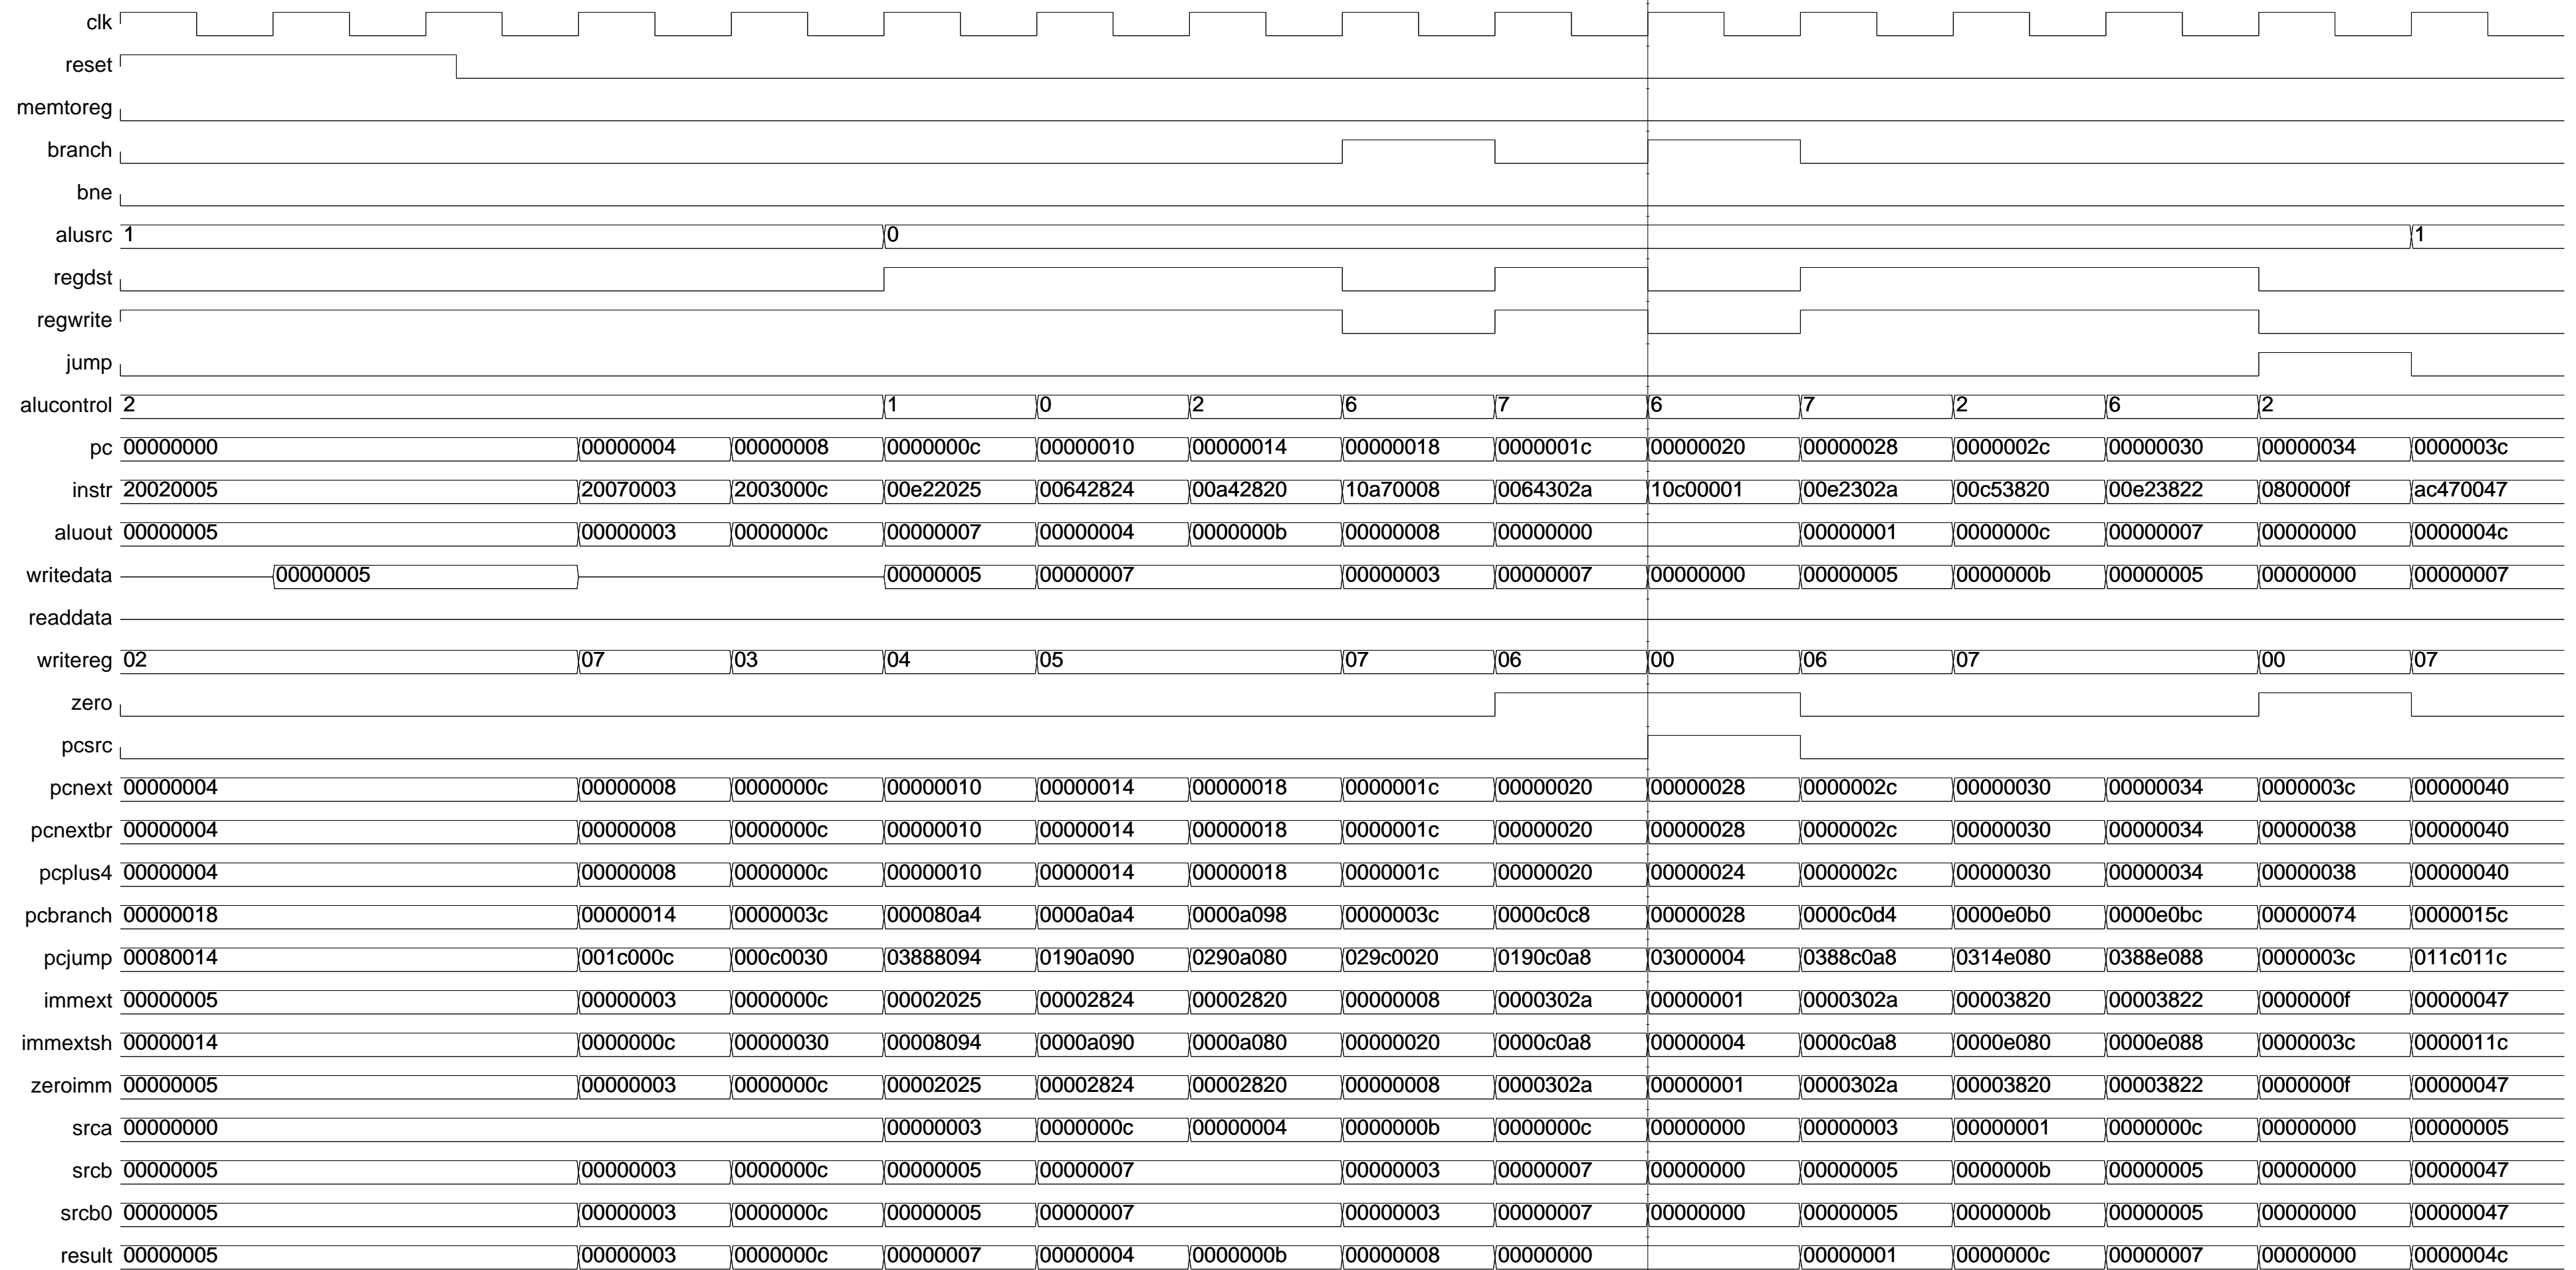 clk
reset
memtoreg
branch
bne
alusrc 1 0 1
regdst
regwrite
jump
alucontrol 2 1 0 2 6 7 6 7 2 6 2
pc 00000000 00000004 00000008 0000000c 00000010 00000014 00000018 0000001c 00000020 00000028 0000002c 00000030 00000034 0000003c
instr 20020005 20070003 2003000c 00e22025 00642824 00a42820 10a70008 0064302a 10c00001 00e2302a 00c53820 00e23822 0800000f ac470047
aluout 00000005 00000003 0000000c 00000007 00000004 0000000b 00000008 00000000 00000001 0000000c 00000007 00000000 0000004c
writedata 00000005 00000005 00000007 00000003 00000007 00000000 00000005 0000000b 00000005 00000000 00000007
readdata
writereg 02 07 03 04 05 07 06 00 06 07 00 07
zero
pcsrc
pcnext 00000004 00000008 0000000c 00000010 00000014 00000018 0000001c 00000020 00000028 0000002c 00000030 00000034 0000003c 00000040
pcnextbr 00000004 00000008 0000000c 00000010 00000014 00000018 0000001c 00000020 00000028 0000002c 00000030 00000034 00000038 00000040
pcplus4 00000004 00000008 0000000c 00000010 00000014 00000018 0000001c 00000020 00000024 0000002c 00000030 00000034 00000038 00000040
pcbranch 00000018 00000014 0000003c 000080a4 0000a0a4 0000a098 0000003c 0000c0c8 00000028 0000c0d4 0000e0b0 0000e0bc 00000074 0000015c
pcjump 00080014 001c000c 000c0030 03888094 0190a090 0290a080 029c0020 0190c0a8 03000004 0388c0a8 0314e080 0388e088 0000003c 011c011c
immext 00000005 00000003 0000000c 00002025 00002824 00002820 00000008 0000302a 00000001 0000302a 00003820 00003822 0000000f 00000047
immextsh 00000014 0000000c 00000030 00008094 0000a090 0000a080 00000020 0000c0a8 00000004 0000c0a8 0000e080 0000e088 0000003c 0000011c
zeroimm 00000005 00000003 0000000c 00002025 00002824 00002820 00000008 0000302a 00000001 0000302a 00003820 00003822 0000000f 00000047
srca 00000000 00000003 0000000c 00000004 0000000b 0000000c 00000000 00000003 00000001 0000000c 00000000 00000005
srcb 00000005 00000003 0000000c 00000005 00000007 00000003 00000007 00000000 00000005 0000000b 00000005 00000000 00000047
srcb0 00000005 00000003 0000000c 00000005 00000007 00000003 00000007 00000000 00000005 0000000b 00000005 00000000 00000047
result 00000005 00000003 0000000c 00000007 00000004 0000000b 00000008 00000000 00000001 0000000c 00000007 00000000 0000004c